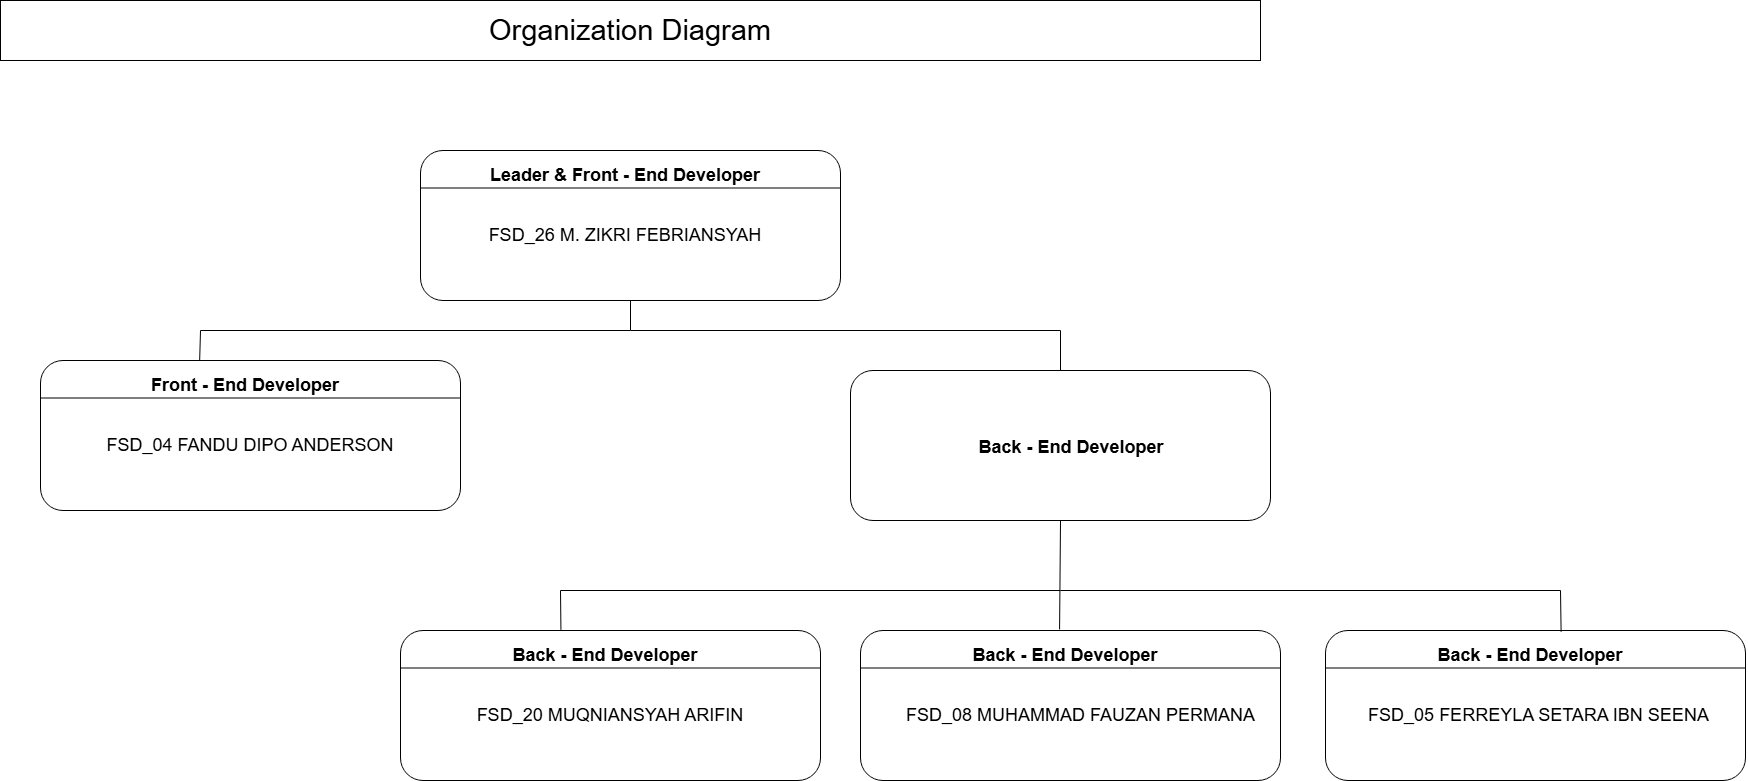 Organization Diagram
Leader & Front - End Developer
FSD_26 M. ZIKRI FEBRIANSYAH
Front - End Developer
FSD_04 FANDU DIPO ANDERSON
Back - End Developer
Back - End Developer
FSD_20 MUQNIANSYAH ARIFIN
Back - End Developer
FSD_08 MUHAMMAD FAUZAN PERMANA
Back - End Developer
FSD_05 FERREYLA SETARA IBN SEENA